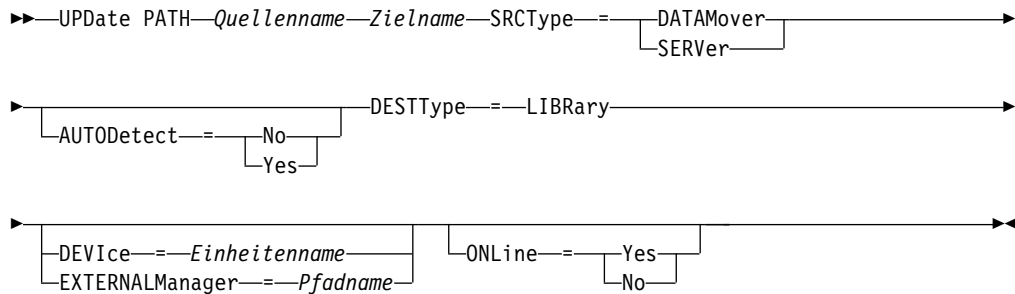 UPDate PATH Quellenname Zielname SRCType = DATAMover
SERVer
AUTODetect = No
Yes
DESTType = LIBRary
DEVIce = Einheitenname
EXTERNALManager = Pfadname
ONLine = Yes
No